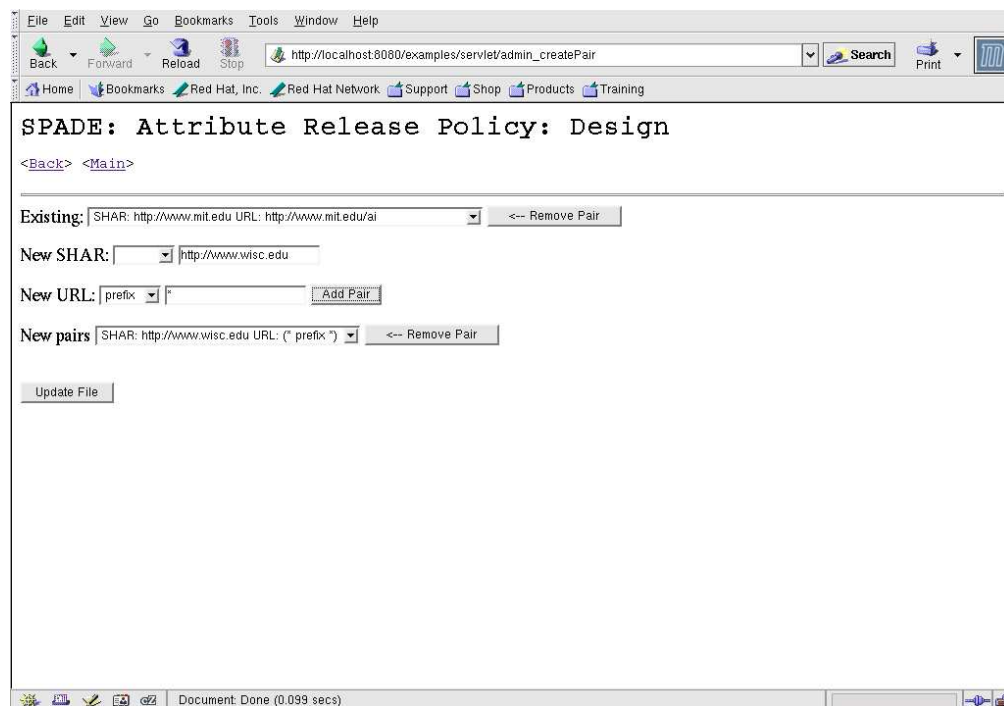 File Edit View Go Bookmarks Tools Window Help
Back Forward Reload Stop http://localhost:8080/examples/servlet/admin_createPair Search Print
Home Bookmarks Red Hat, Inc. Red Hat Network Support Shop Products Training
SPADE: Attribute Release Policy: Design
<Back> <Main>
Existing: SHAR: http://www.mit.edu URL: http://www.mit.edu/ai <-- Remove Pair
New SHAR: http://www.wisc.edu
New URL: prefix * Add Pair
New pairs SHAR: http://www.wisc.edu URL: (* prefix *) <-- Remove Pair
Update File
Document: Done (0.099 secs)